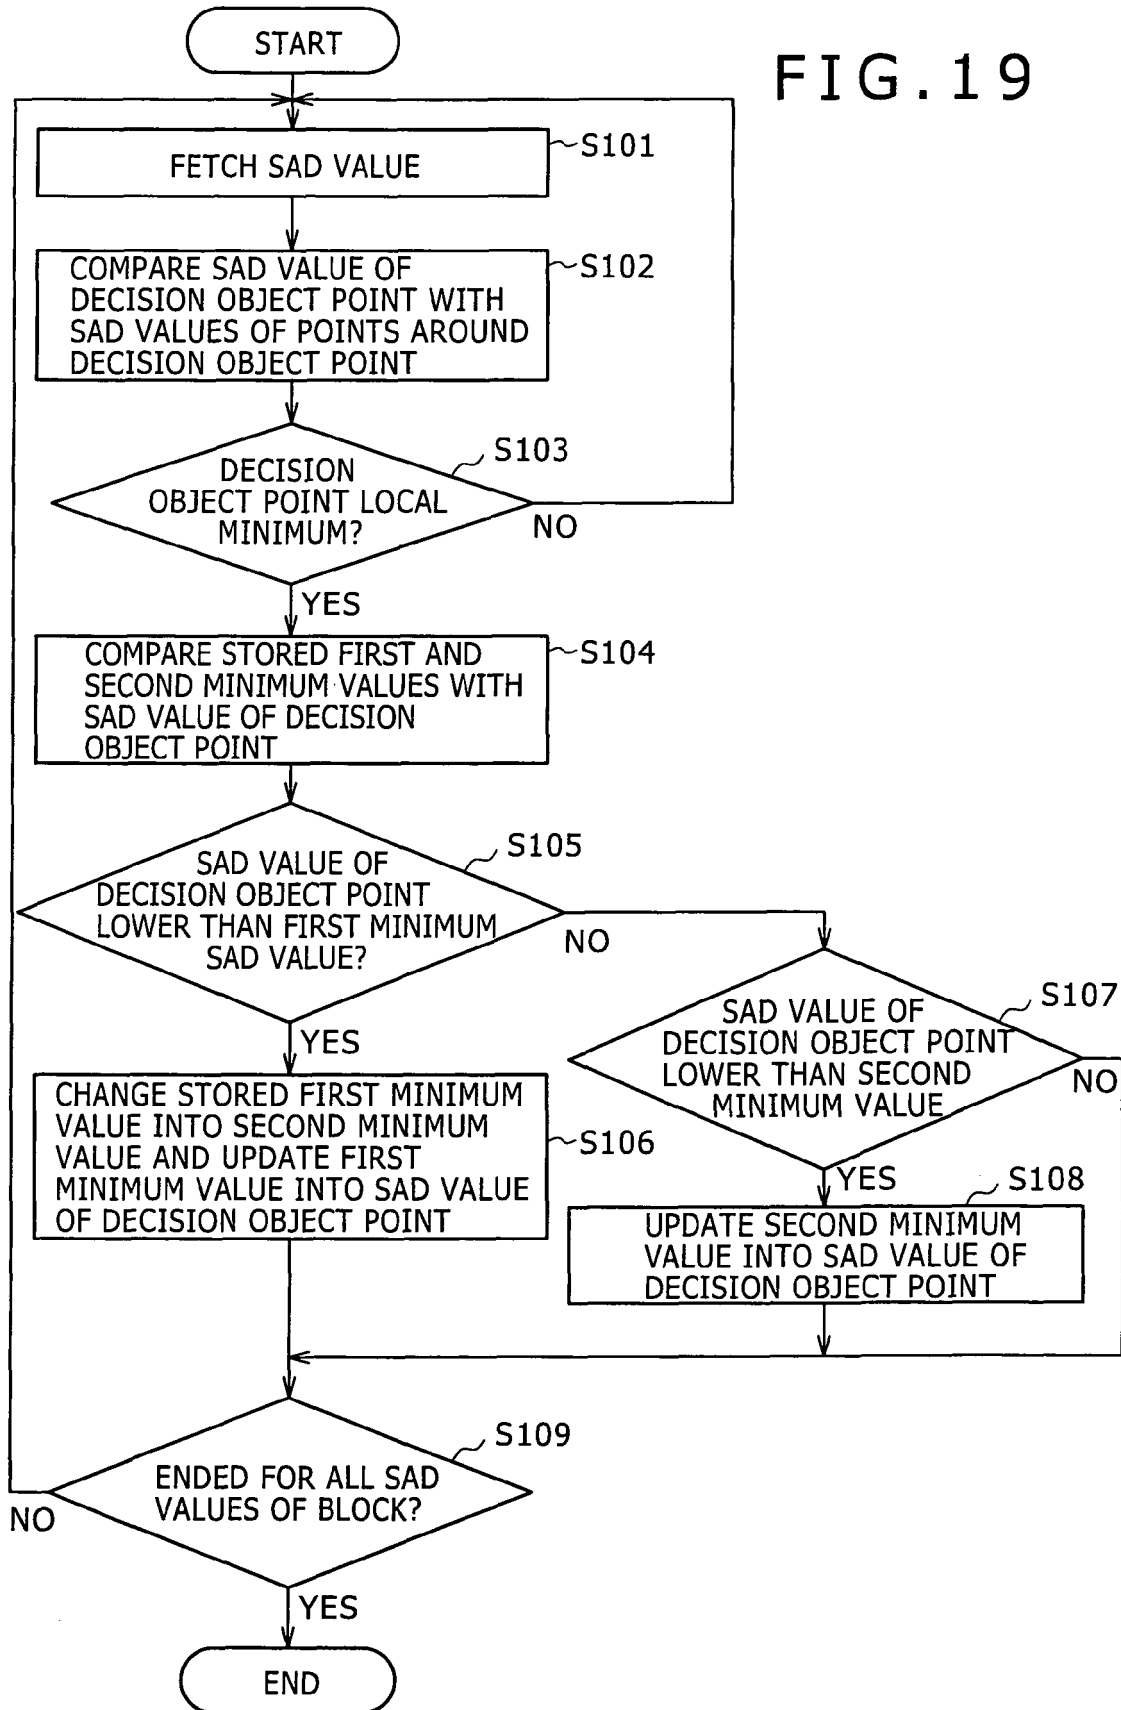 START
FIG.19
FETCH SAD VALUE
S101
COMPARE SAD VALUE OF
DECISION OBJECT POINT WITH
SAD VALUES OF POINTS AROUND
DECISION OBJECT POINT
S102
S103
DECISION
OBJECT POINT LOCAL
MINIMUM?
NO
YES
COMPARE STORED FIRST AND
SECOND MINIMUM VALUES WITH
SAD VALUE OF DECISION
OBJECT POINT
S104
S105
SAD VALUE OF
DECISION OBJECT POINT
LOWER THAN FIRST MINIMUM
SAD VALUE?
NO
YES
S107
SAD VALUE OF
DECISION OBJECT POINT
LOWER THAN SECOND
MINIMUM VALUE
NO
YES
CHANGE STORED FIRST MINIMUM
VALUE INTO SECOND MINIMUM
VALUE AND UPDATE FIRST
MINIMUM VALUE INTO SAD VALUE
OF DECISION OBJECT POINT
S106
S108
UPDATE SECOND MINIMUM
VALUE INTO SAD VALUE OF
DECISION OBJECT POINT
S109
ENDED FOR ALL SAD
VALUES OF BLOCK?
NO
YES
END